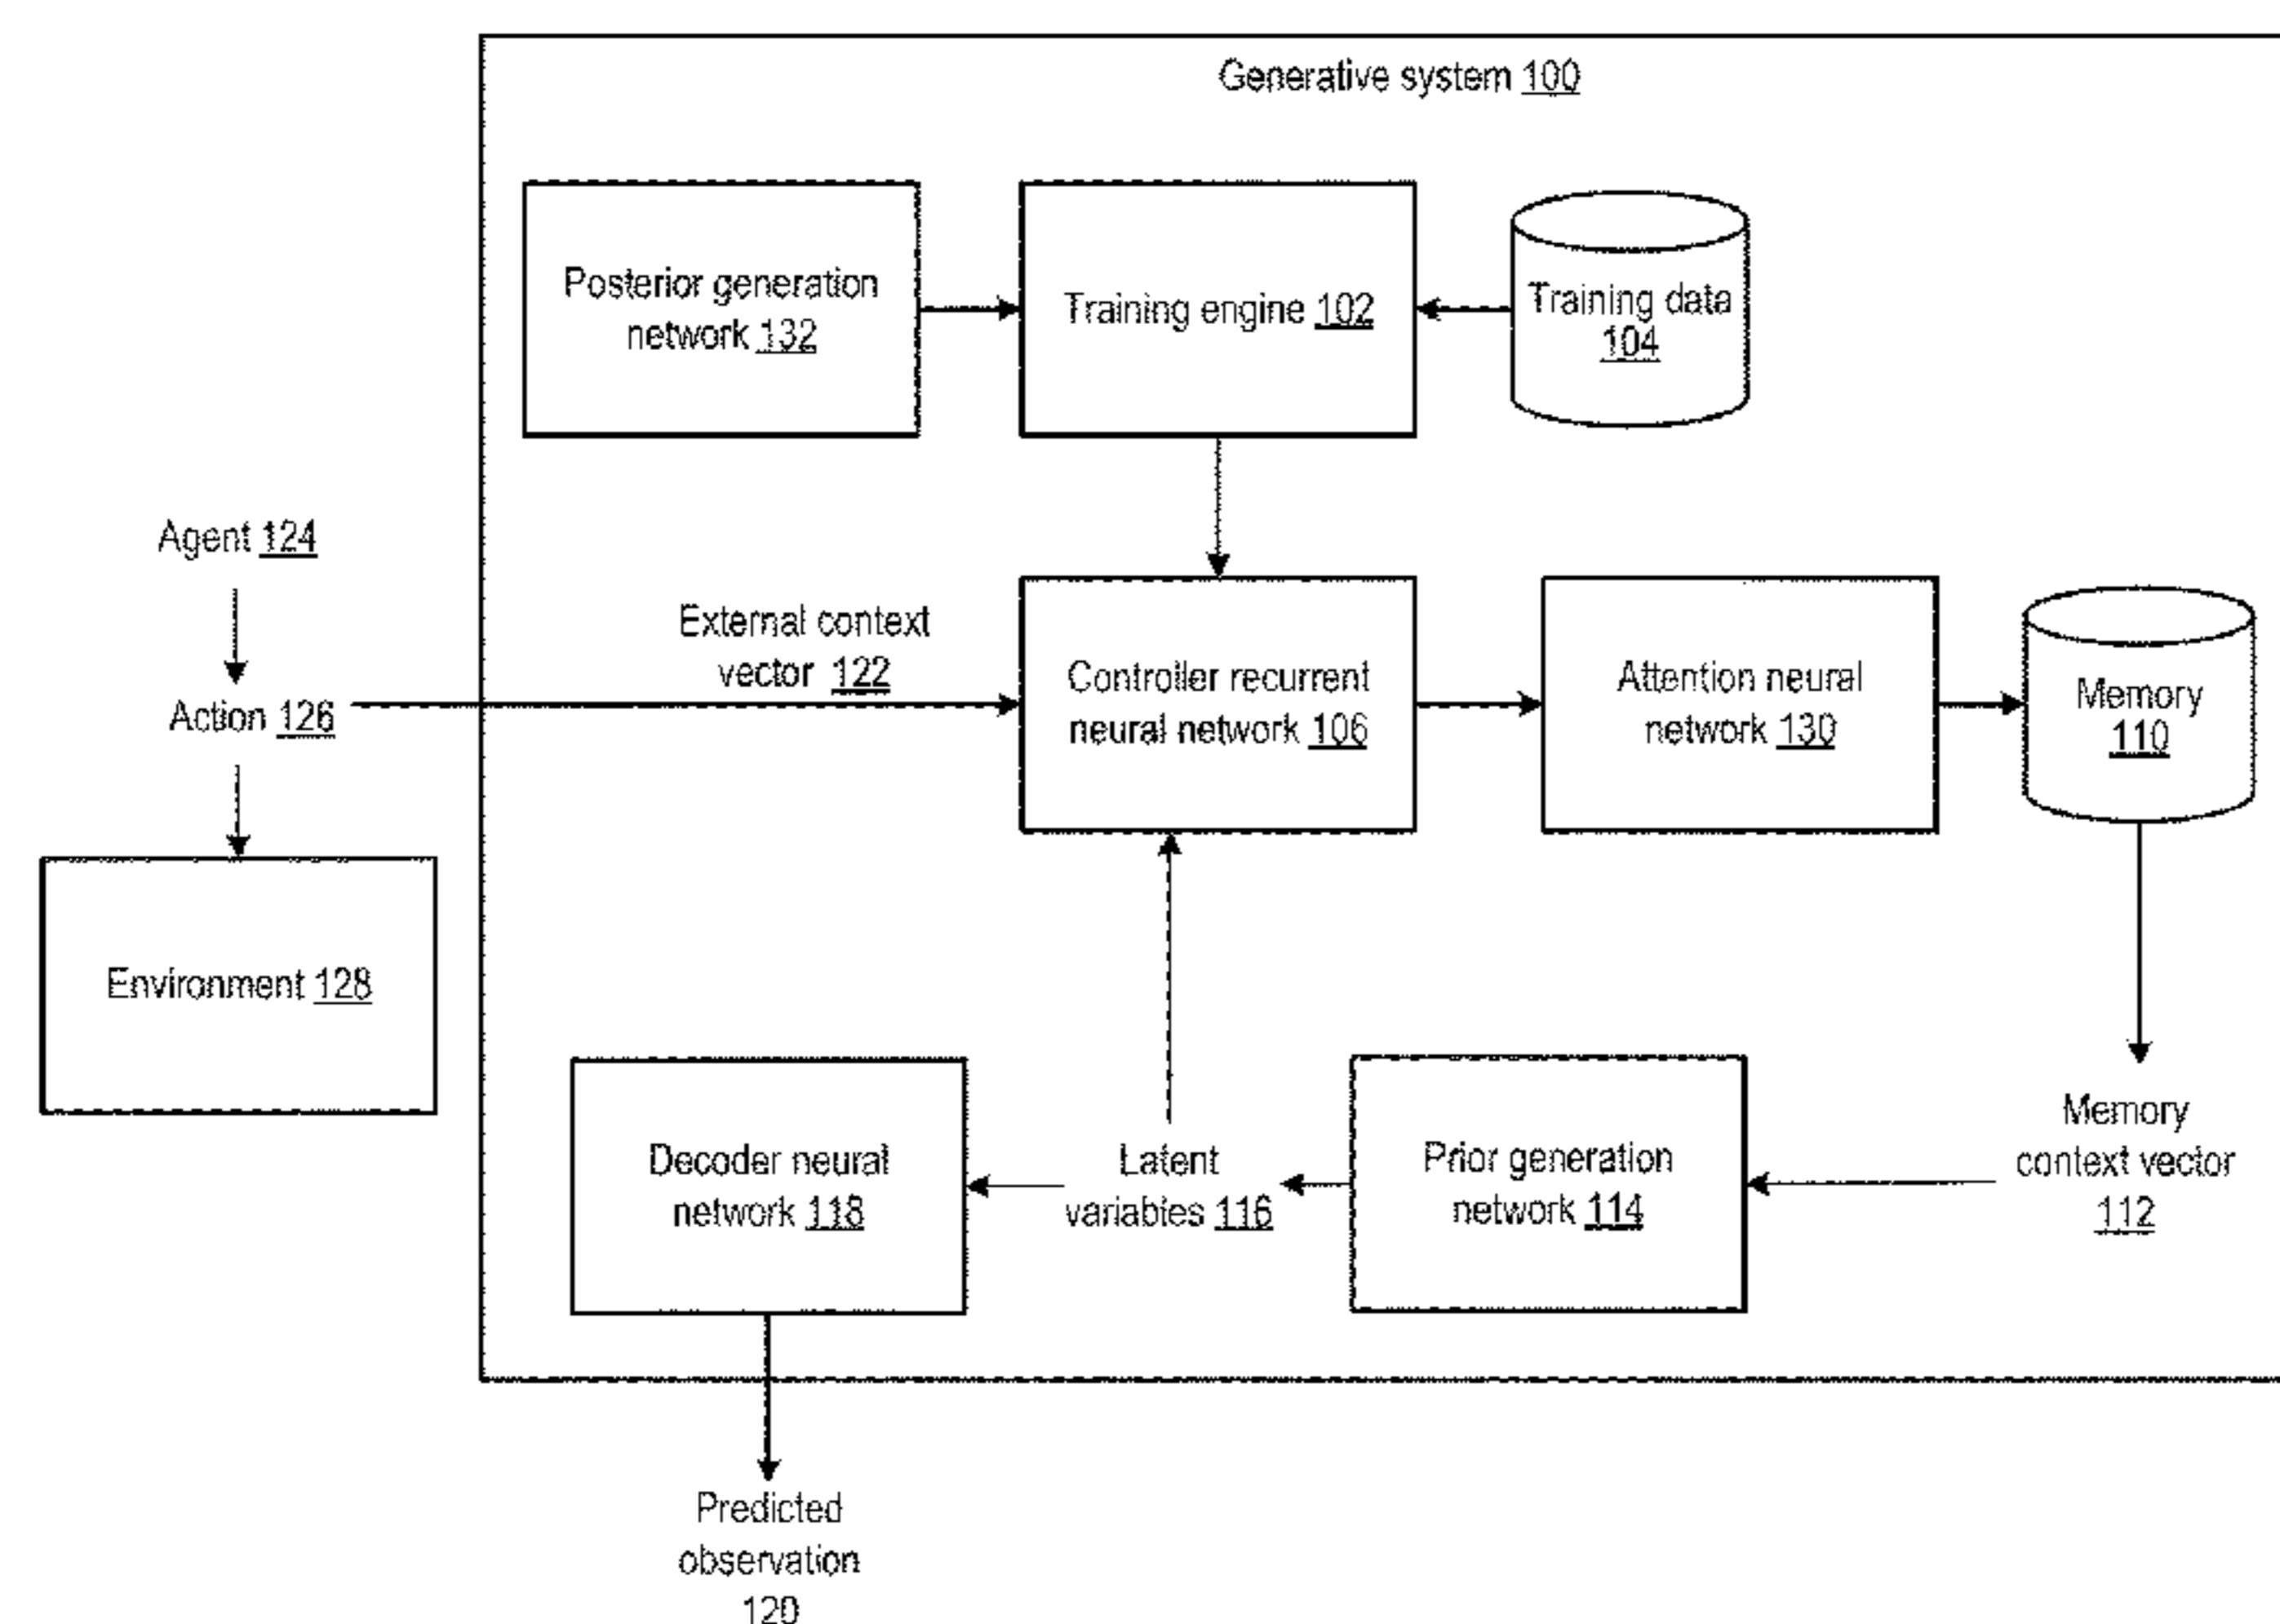 Generative system 100
Posterior generation
network 132
Training engine 102
Training data
104
Agent 124
Action 126
Environment 128
External context
vector 122
Controller recurrent
neural network 106
Attention neural
network 130
Memory
110
Decoder neural
network 118
Latent
variables 116
Prior generation
network 114
Memory
context vector
112
Predicted
observation
120